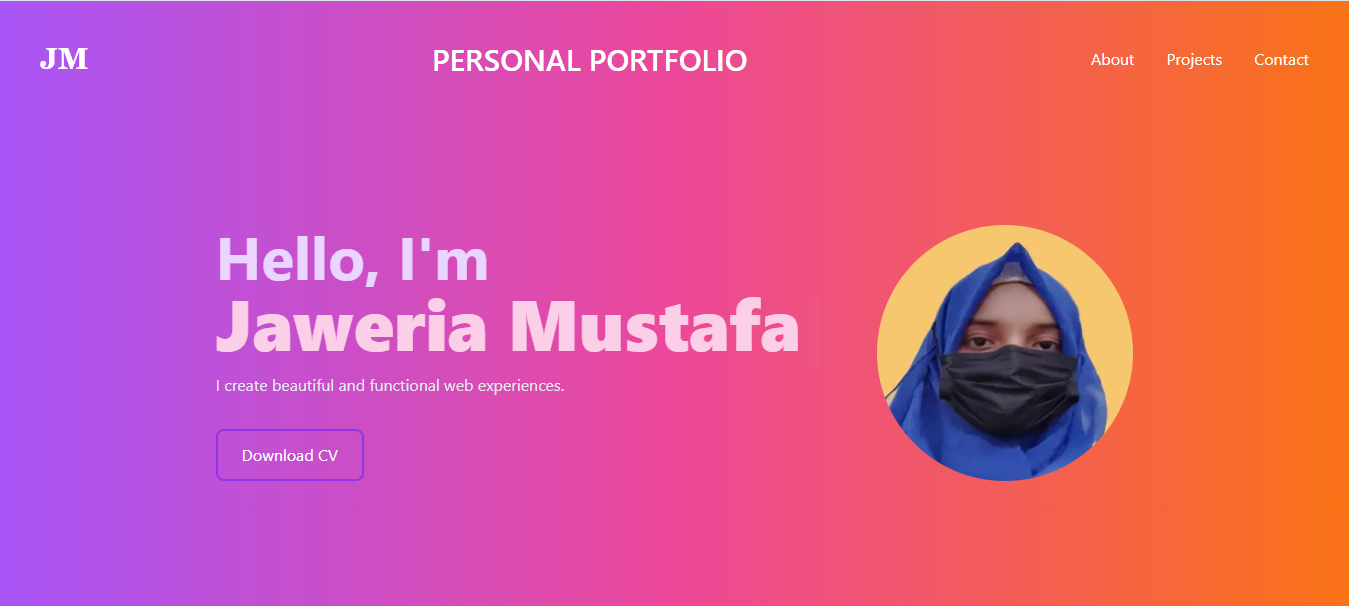 JM
PERSONAL PORTFOLIO
About Projects Contact
Hello, I'm
Jaweria Mustafa
I create beautiful and functional web experiences.
Download CV